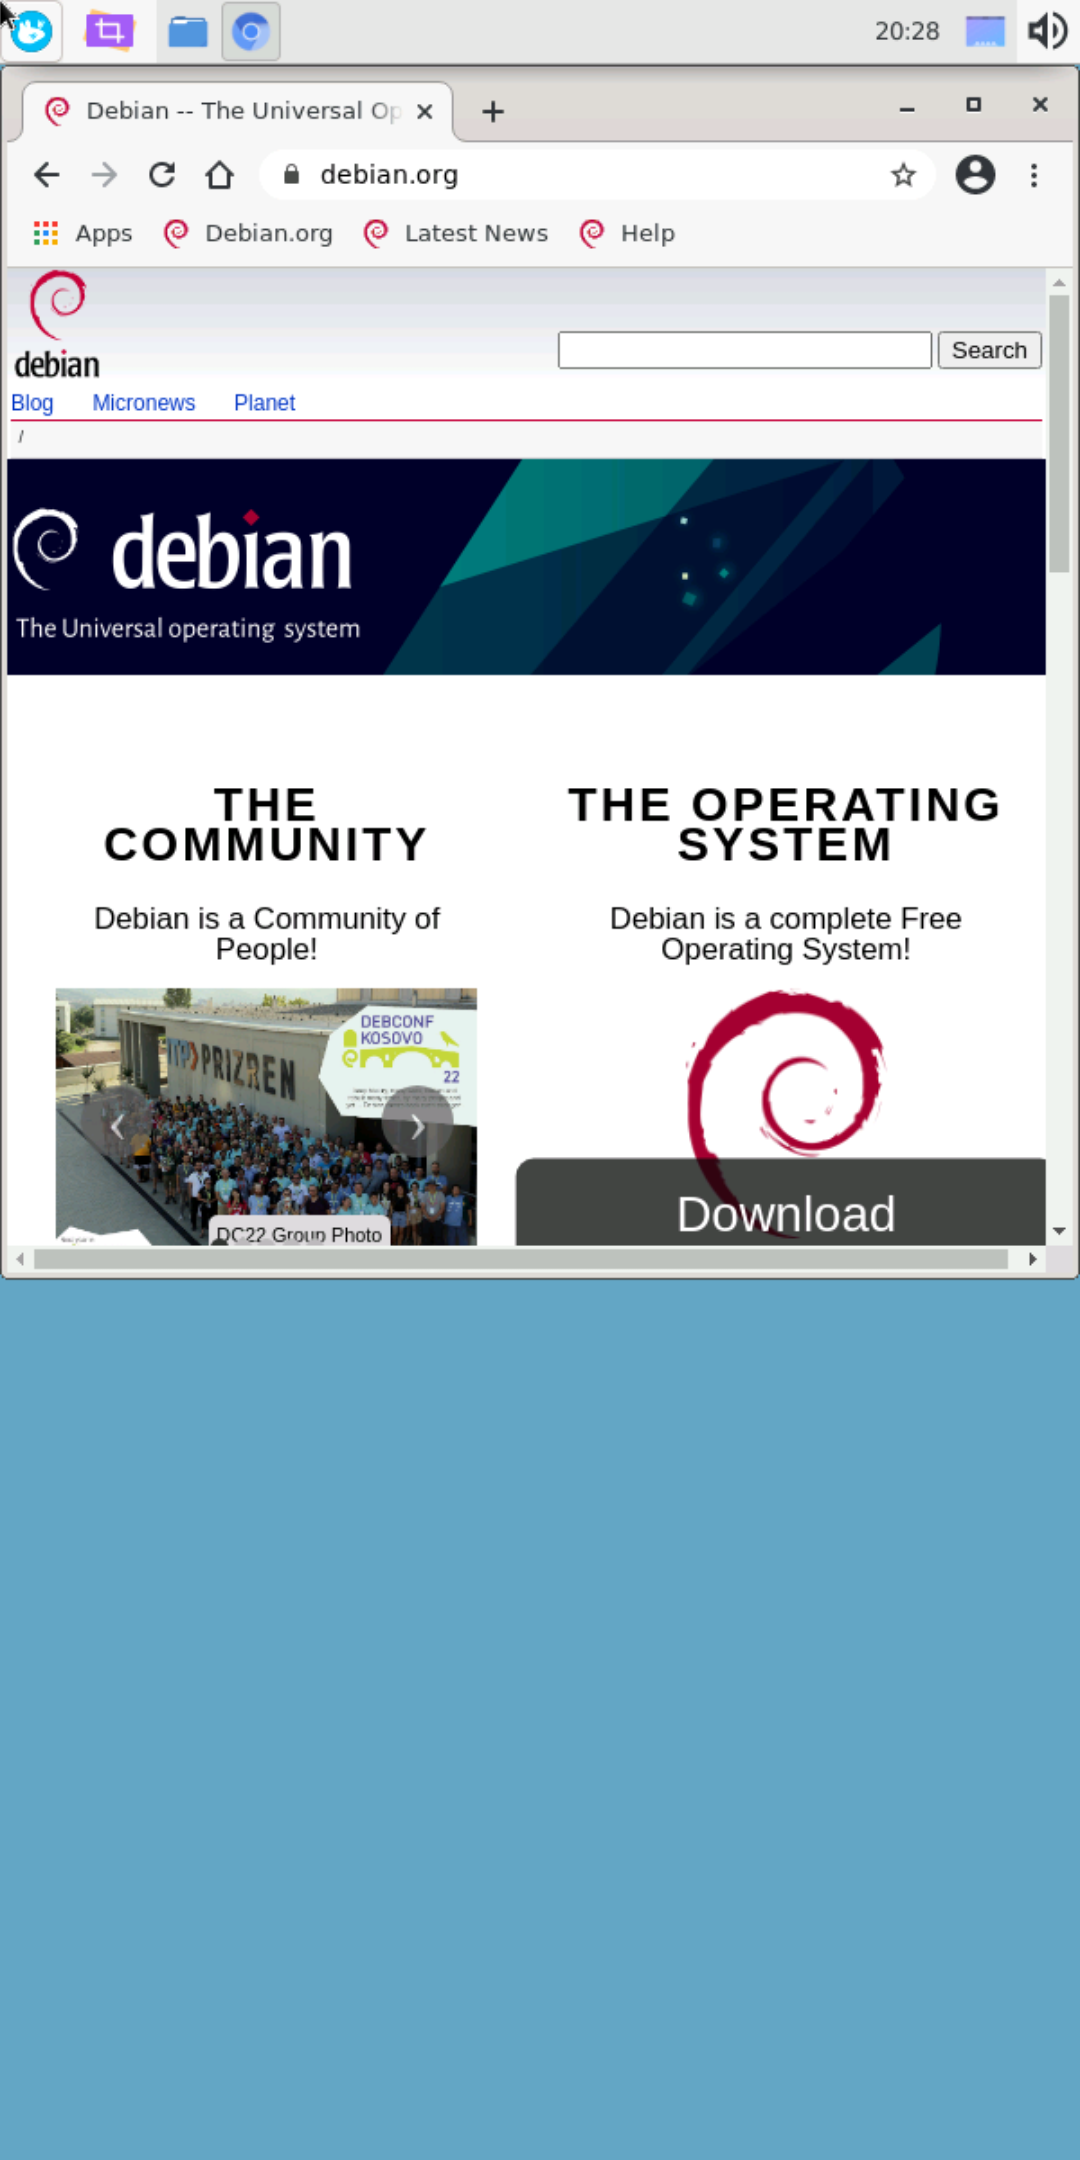 20:28
Debian -- The Universal Op
debian.org
Apps
Debian.org
Latest News
Help
debian
Search
Blog
Micronews
Planet
/
debian
The Universal operating system
THE
COMMUNITY
Debian is a Community of
People!
DEBCONF
KOSOVO
22
ITP>PRIZREN
DC22 Group Photo
THE OPERATING
SYSTEM
Debian is a complete Free
Operating System!
Download